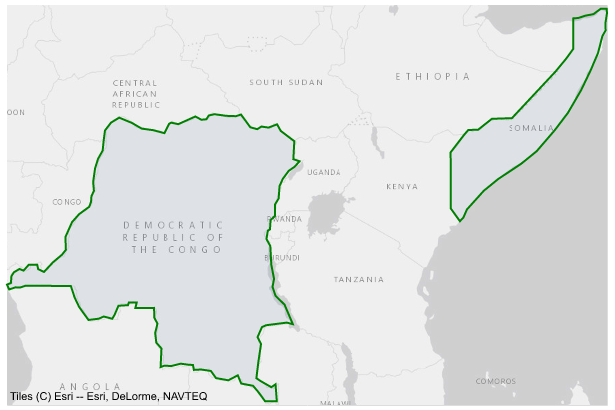 ETHIOPIA
SOUTH SUDAN
CENTRAL
AFRICAN
REPUBLIC
OON
SOMALIA
UGANDA
KENYA
CONGO
RWANDA
DEMOCRATIC
REPUBLIC OF
THE CONGO
BURUNDI
TANZANIA
COMOROS
ANGOLA
Tiles (C) Esri -- Esri, DeLorme, NAVTEQ
MALAWI